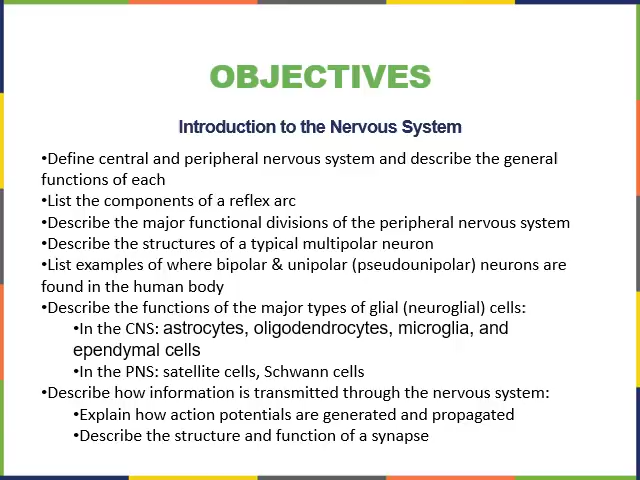 OBJECTIVES
Introduction to the Nervous System
•Define central and peripheral nervous system and describe the general
functions of each
•List the components of a reflex arc
•Describe the major functional divisions of the peripheral nervous system
•Describe the structures of a typical multipolar neuron
•List examples of where bipolar & unipolar (pseudounipolar) neurons are
found in the human body
•Describe the functions of the major types of glial (neuroglial) cells:
•In the CNS: astrocytes, oligodendrocytes, microglia, and
ependymal cells
•In the PNS: satellite cells, Schwann cells
•Describe how information is transmitted through the nervous system:
•Explain how action potentials are generated and propagated
•Describe the structure and function of a synapse